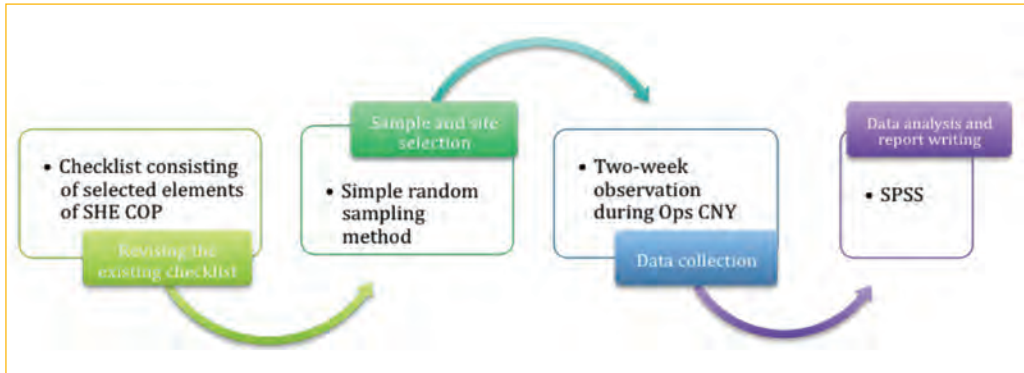 • Checklist consisting
of selected elements
of SHE COP
Revising the
existing checklist
Sample and site
selection
• Simple random
sampling
method
• Two-week
observation
during Ops CNY
Data collection
Data analysis and
report writing
• SPSS